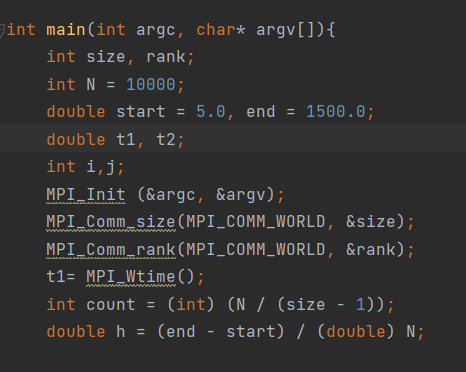 int main(int argc, char* argv[]){
int size, rank;
int N = 10000;
double start = 5.0, end = 1500.0;
double t1, t2;
int i,j;
MPI_Init (&argc, &argv);
MPI_Comm_size(MPI_COMM_WORLD, &size);
MPI_Comm_rank(MPI_COMM_WORLD, &rank);
t1= MPI_Wtime();
int count = (int) (N / (size - 1));
double h = (end - start) / (double) N;